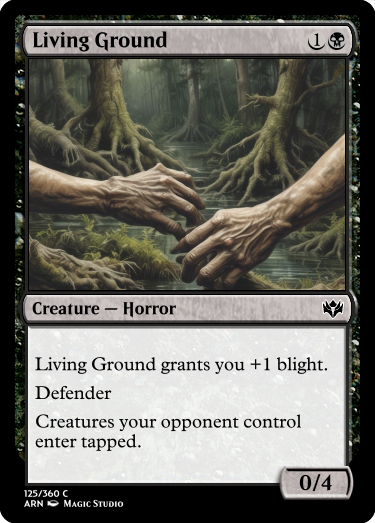 Living Ground 1
Creature — Horror
Living Ground grants you +1 blight.
Defender
Creatures your opponent control
enter tapped.
0/4
125/360 C
ARN Magic Studio